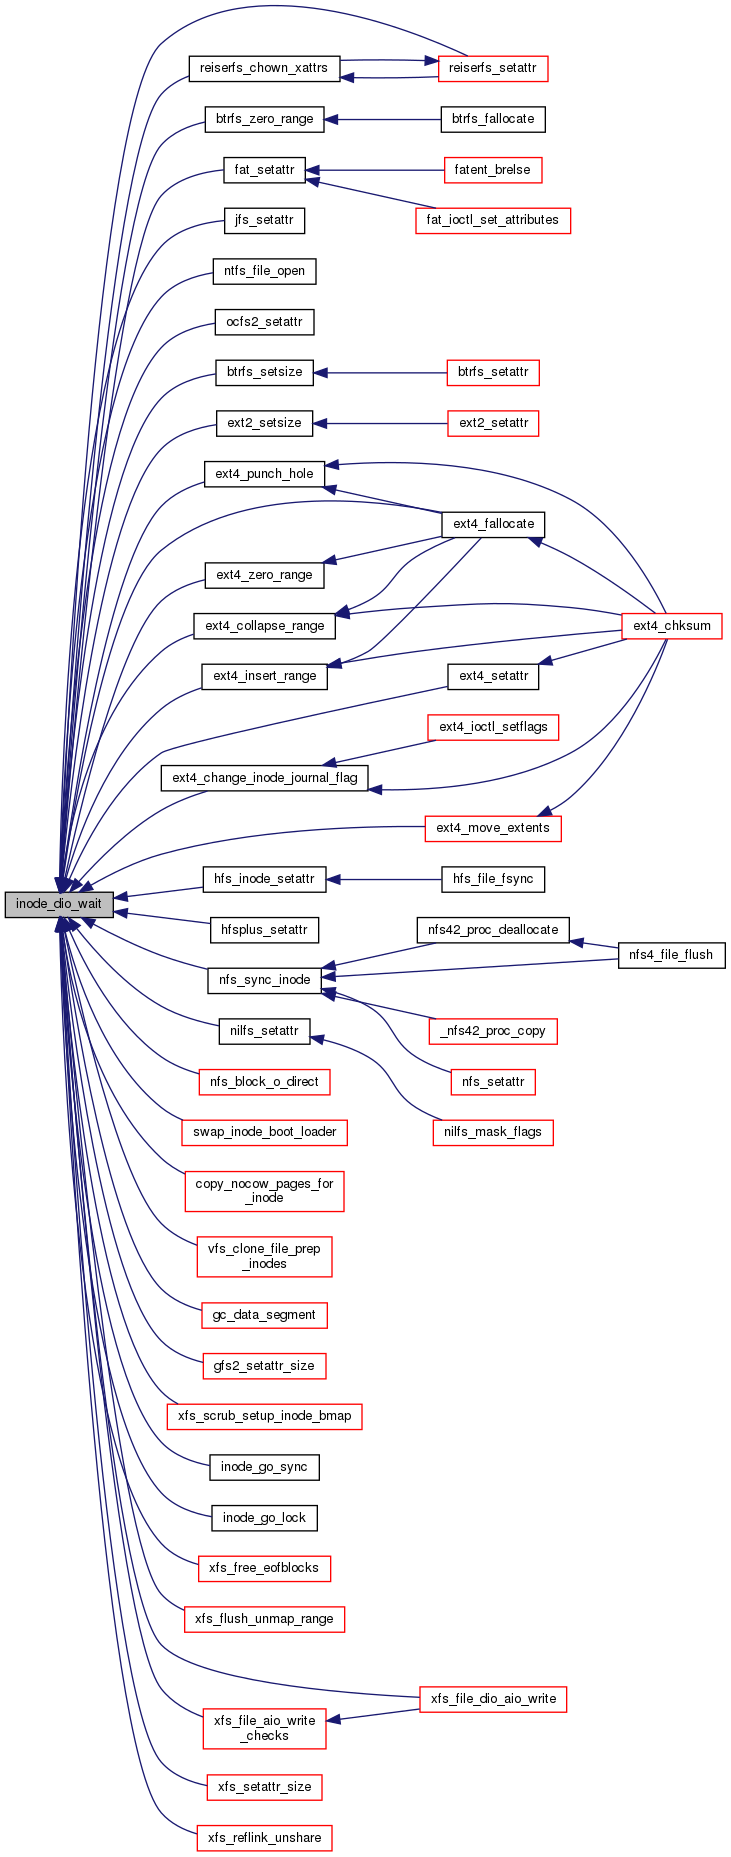 reiserfs_chown_xattrs
reiserfs_setattr
btrfs_zero_range
btrfs_fallocate
fat_setattr
fatent_brelse
fat_ioctl_set_attributes
jfs_setattr
ntfs_file_open
ocfs2_setattr
btrfs_setsize
btrfs_setattr
ext2_setsize
ext2_setattr
ext4_punch_hole
ext4_fallocate
ext4_zero_range
ext4_collapse_range
ext4_chksum
ext4_insert_range
ext4_setattr
ext4_ioctl_setflags
ext4_change_inode_journal_flag
ext4_move_extents
hfs_inode_setattr
hfs_file_fsync
inode_dio_wait
hfsplus_setattr
nfs42_proc_deallocate
nfs4_file_flush
nfs_sync_inode
nilfs_setattr
_nfs42_proc_copy
nfs_block_o_direct
nfs_setattr
swap_inode_boot_loader
nilfs_mask_flags
copy_nocow_pages_for
_inode
vfs_clone_file_prep
_inodes
gc_data_segment
gfs2_setattr_size
xfs_scrub_setup_inode_bmap
inode_go_sync
inode_go_lock
xfs_free_eofblocks
xfs_flush_unmap_range
xfs_file_dio_aio_write
xfs_file_aio_write
_checks
xfs_setattr_size
xfs_reflink_unshare